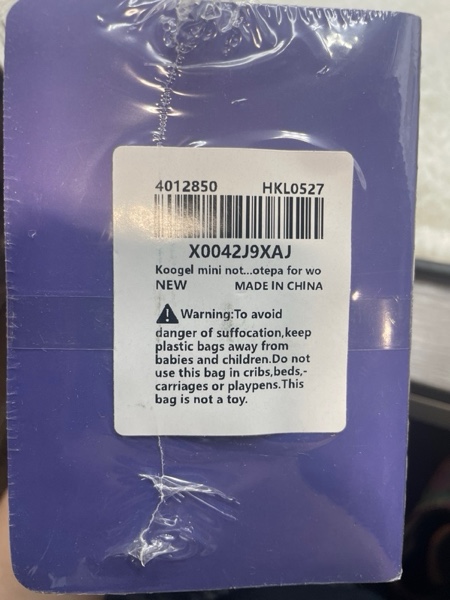 4012850 HKL0527
X0042J9XAJ
Koogel mini not...otepa for wo
NEW MADE IN CHINA
Warning:To avoid
danger of suffocation,keep
plastic bags away from
babies and children.Do not
use this bag in cribs,beds,-
carriages or playpens.This
bag is not a toy.